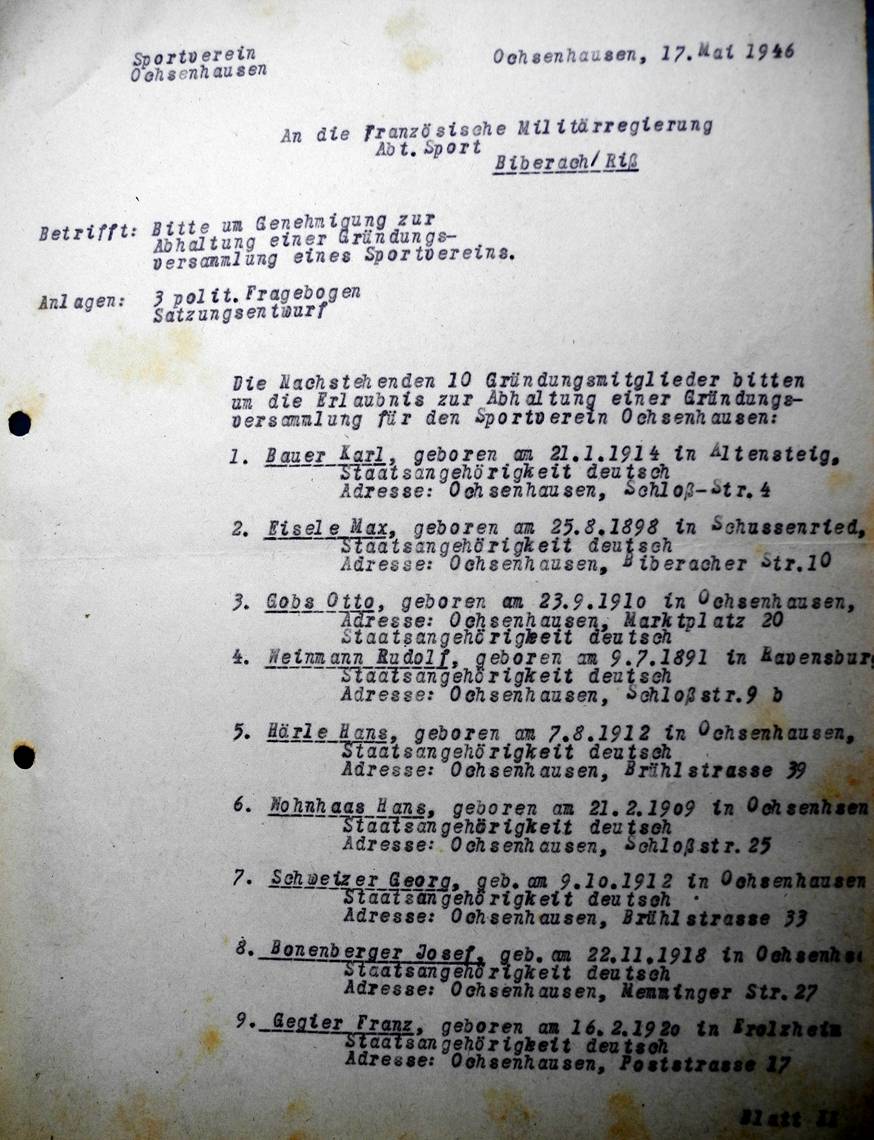 Sportverein
Ochsenhausen
Ochsenhausen, 17.Mai 1946
An die Französische Militärregierung
Abt.Sport
Biberach/Riß
Betrifft: Bitte um Genehmigung zur
Abhaltung einer Gründungs-
versammlung eines Sportvereins.
Anlagen: 3 polit.Fragebogen
Satzungsentwurf
Die Nachstehenden 10 Gründungsmitglieder bitten
um die Erlaubnis zur Abhaltung einer Gründungs-
versammlung für den Sportverein Ochsenhausen:
1. Bauer Karl, geboren am 21.1.1914 in Altensteig,
Staatsangehörigkeit deutsch
Adresse: Ochsenhausen, Schloß-Str.4
2. Eisele Max, geboren am 25.8.1898 in Schussenried,
Staatsangehörigkeit deutsch
Adresse: Ochsenhausen, Biberacher Str.10
3. Gobs Otto, geboren am 23.9.1910 in Ochsenhausen,
Adresse: Ochsenhausen, Marktplatz 20
Staatsangehörigkeit deutsch
4. Weinmann Rudolf, geboren am 9.7.1891 in Ravensburg
Staatsangehörigkeit deutsch
Adresse: Ochsenhausen, Schloßstr.9 b
5. Härle Hans, geboren am 7.8.1912 in Ochsenhausen,
Staatsangehörigkeit deutsch
Adresse: Ochsenhausen, Brühlstrasse 39
6. Wohnhaas Hans, geboren am 21.2.1909 in Ochsenhsen
Staatsangehörigkeit deutsch
Adresse: Ochsenhausen, Schloßstr.25
7. Schweizer Georg, geb.am 9.10.1912 in Ochsenhausen
Staatsangehörigkeit deutsch
Adresse: Ochsenhausen, Brühlstrasse 33
8. Bonenberger Josef, geb.am 22.11.1918 in Ochsenhau
Staatsangehörigkeit deutsch
Adresse: Ochsenhausen, Memminger Str.27
9. Gegier Franz, geboren am 16.2.1920 in Erolzheim
Staatsangehörigkeit deutsch
Adresse: Ochsenhausen, Poststrasse 17
Blatt II